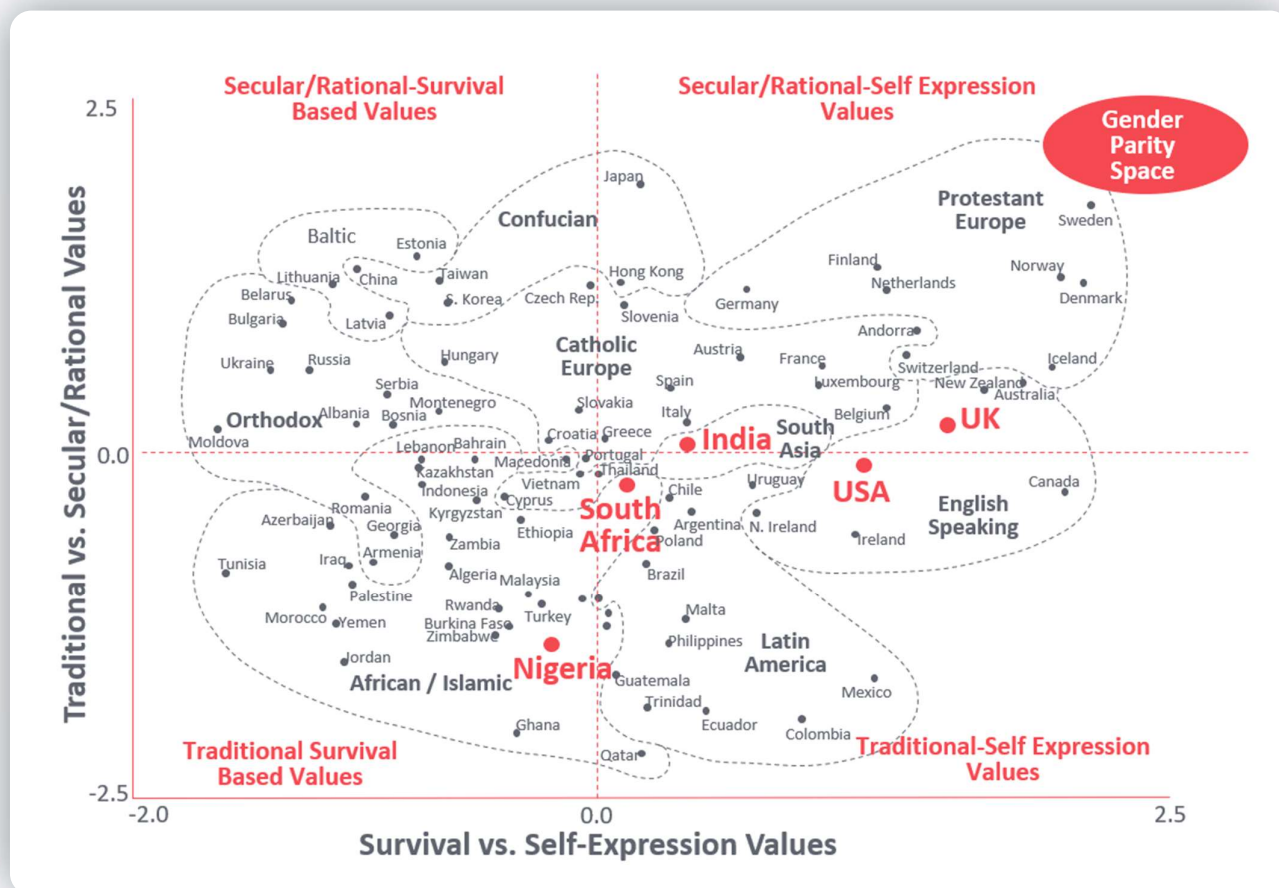 Secular/Rational-Survival
Based Values
Secular/Rational-Self Expression
Values
Gender
Parity
Space
2.5
Traditional vs. Secular/Rational Values
0.0
-2.5
Japan
Confucian
Protestant
Europe
Sweden
Baltic
Estonia
Lithuania
China
Taiwan
Hong Kong
Finland
Norway
Belarus
S. Korea
Czech Rep.
Netherlands
Denmark
Bulgaria
Latvia
Slovenia
Germany
Andorra
Catholic
Europe
Ukraine
Russia
Hungary
Austria
France
Switzerland
Iceland
Serbia
Spain
Luxembourg
New Zealand
Australia
Orthodox
Albania
Bosnia
Montenegro
Slovakia
Italy
Belgium
UK
Moldova
Croatia
Greece
India
South
Asia
Lebanon
Bahrain
Macedonia
Portugal
Kazakhstan
Thailand
Indonesia
Vietnam
Cyprus
Chile
Uruguay
USA
Canada
Romania
Kyrgyzstan
South
Africa
English
Speaking
Azerbaijan
Georgia
Ethiopia
Argentina
N. Ireland
Ireland
Poland
Tunisia
Iraq
Armenia
Zambia
Palestine
Algeria
Malaysia
Brazil
Morocco
Yemen
Rwanda
Burkina Faso
Zimbabwe
Turkey
Malta
Philippines
Latin
America
Jordan
Nigeria
African / Islamic
Guatemala
Mexico
Trinidad
Ghana
Ecuador
Colombia
Qatar
Traditional Survival
Based Values
Traditional-Self Expression
Values
-2.0
0.0
2.5
Survival vs. Self-Expression Values